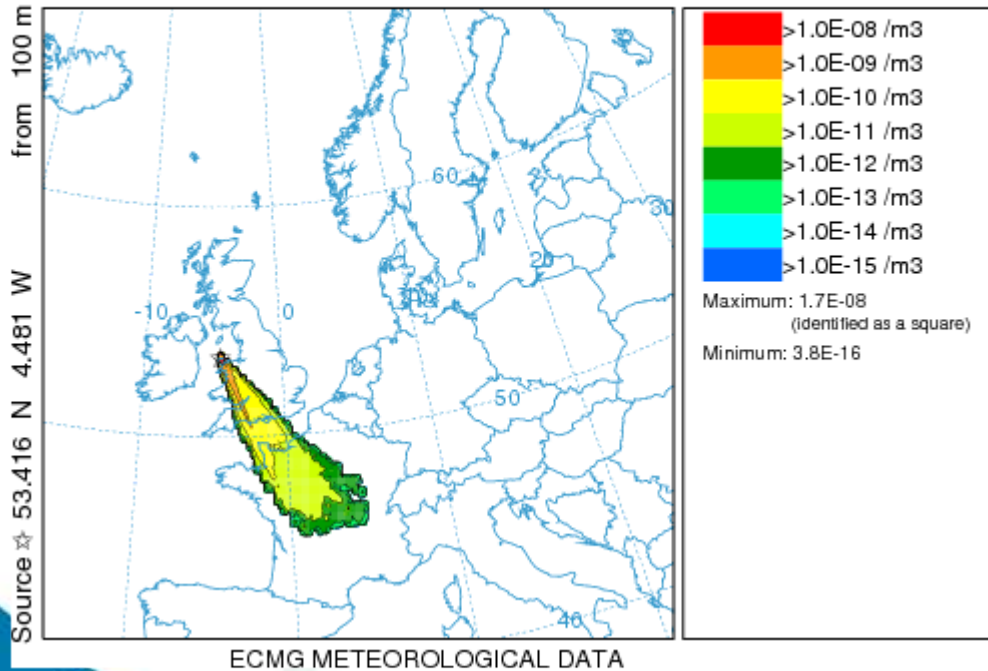 Source ☆ 53.416 N 4.481 W from 100 m
60
30
20
-10
0
50
40
>1.0E-08 /m3
>1.0E-09 /m3
>1.0E-10 /m3
>1.0E-11 /m3
>1.0E-12 /m3
>1.0E-13 /m3
>1.0E-14 /m3
>1.0E-15 /m3
Maximum: 1.7E-08
(identified as a square)
Minimum: 3.8E-16
ECMG METEOROLOGICAL DATA